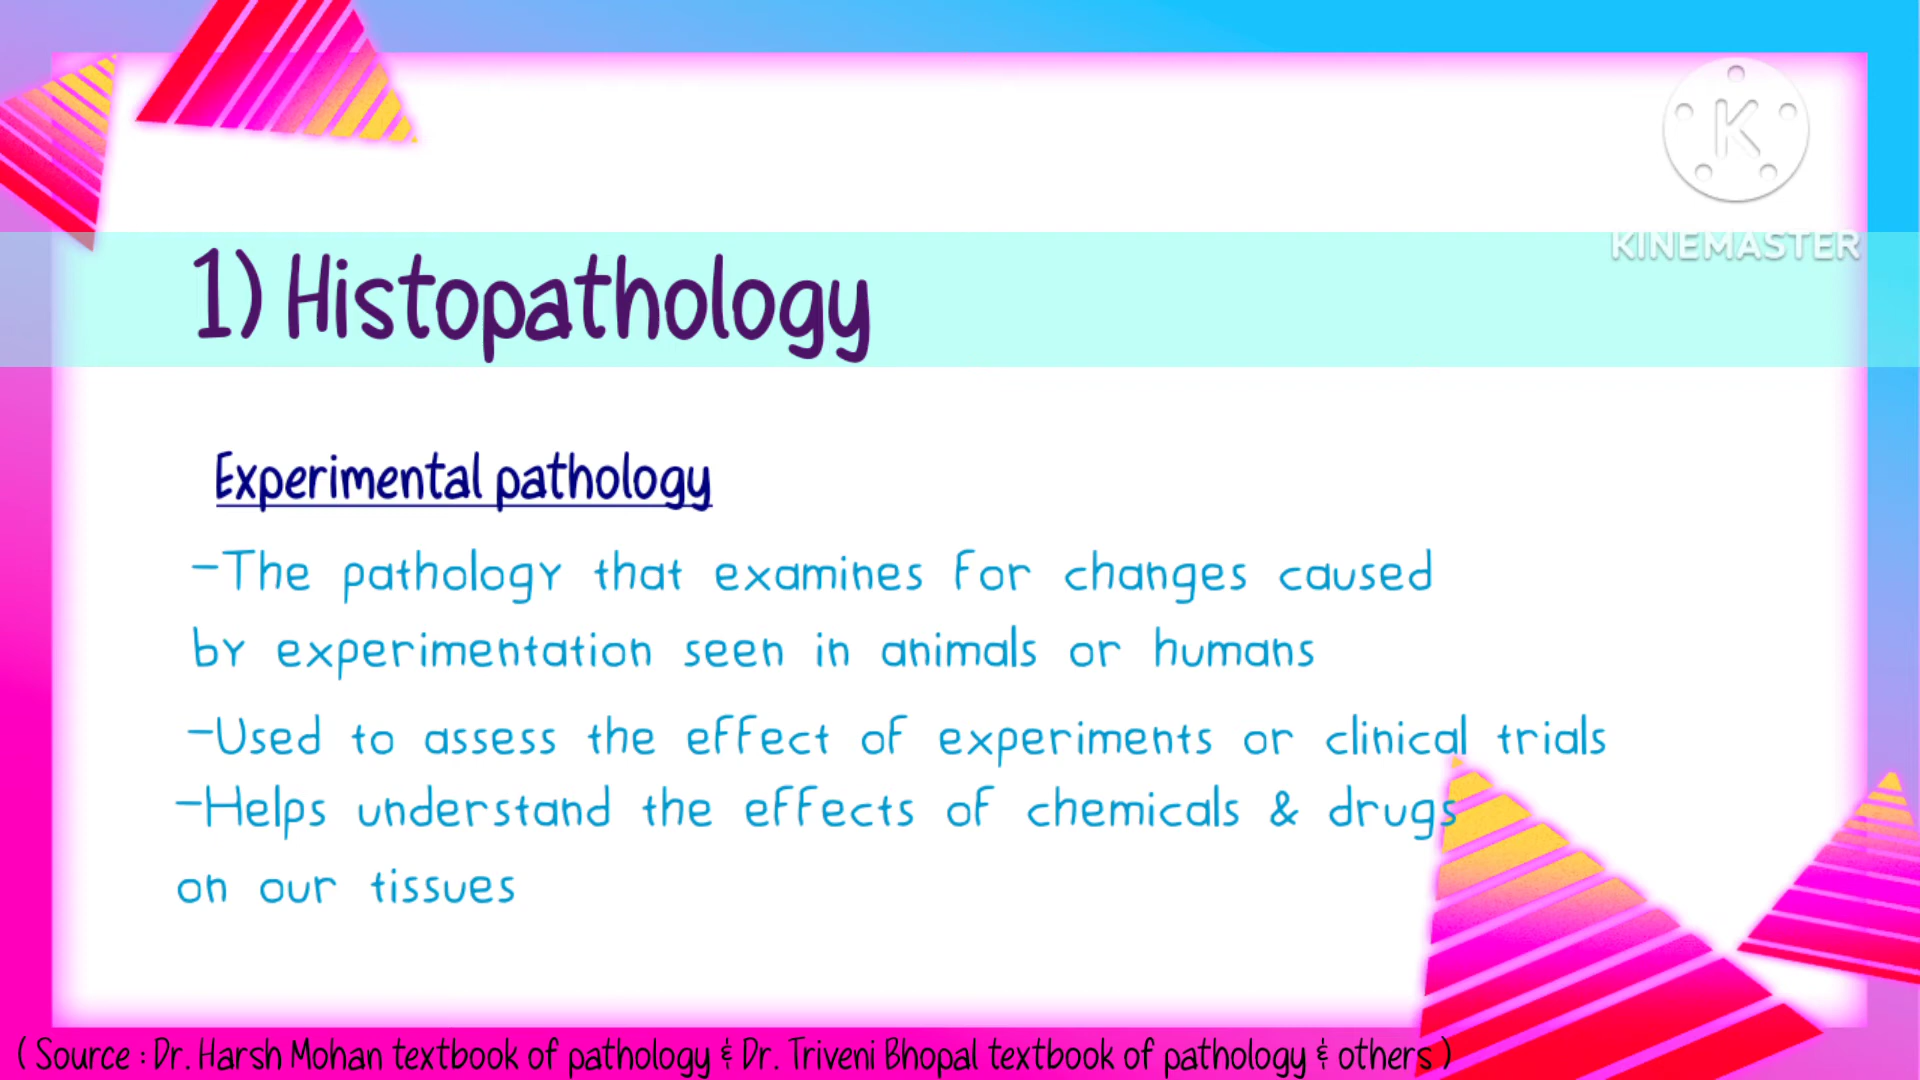 K
KINEMASTER
1) Histopathology
Experimental pathology
-The pathology that examines for changes caused
by experimentation seen in animals or humans
-Used to assess the effect of experiments or clinical trials
-Helps understand the effects of chemicals & drugs
on our tissues
( Source : Dr. Harsh Mohan textbook of pathology & Dr. Triveni Bhopal textbook of pathology & others )